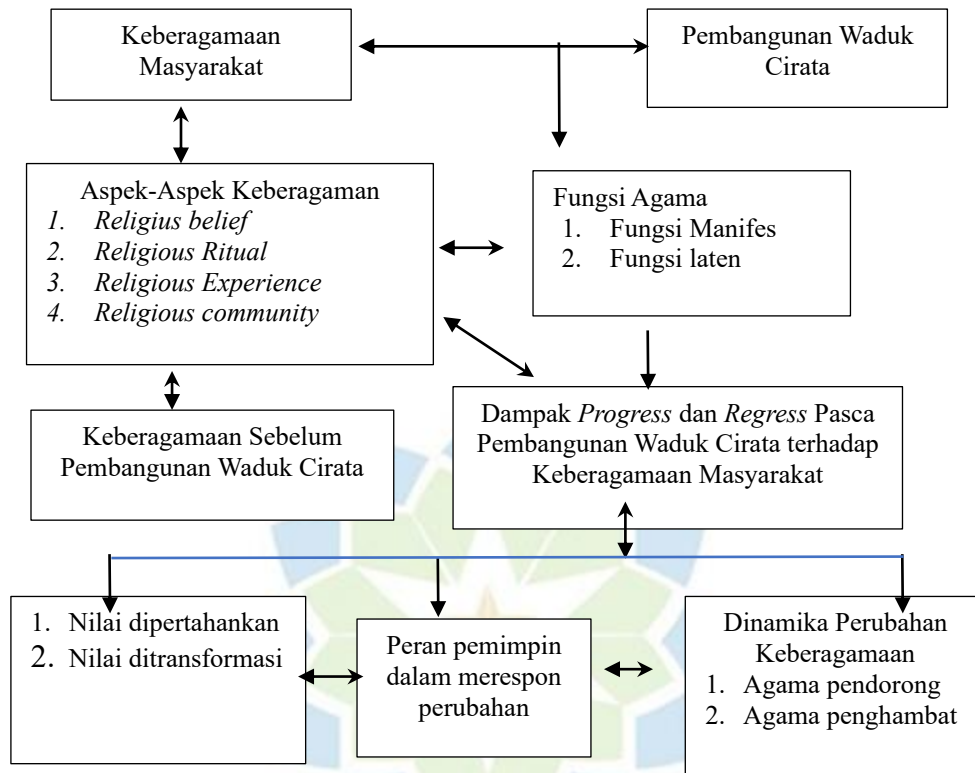 Keberagamaan
Masyarakat
Pembangunan Waduk
Cirata
Aspek-Aspek Keberagaman
1. Religius belief
2. Religious Ritual
3. Religious Experience
4. Religious community
Fungsi Agama
1. Fungsi Manifes
2. Fungsi laten
Keberagamaan Sebelum
Pembangunan Waduk Cirata
Dampak Progress dan Regress Pasca
Pembangunan Waduk Cirata terhadap
Keberagamaan Masyarakat
1. Nilai dipertahankan
2. Nilai ditransformasi
Peran pemimpin
dalam merespon
perubahan
Dinamika Perubahan
Keberagamaan
1. Agama pendorong
2. Agama penghambat